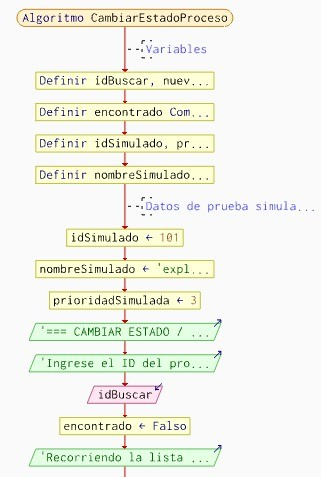 Algoritmo CambiarEstadoProceso
Variables
Definir idBuscar, nuev...
Definir encontrado Com...
Definir idSimulado, pr...
Definir nombreSimulado...
Datos de prueba simula...
idSimulado ← 101
nombreSimulado ← 'expl...
prioridadSimulada ← 3
'=== CAMBIAR ESTADO / ...
'Ingrese el ID del pro...
idBuscar
encontrado ← Falso
'Recorriendo la lista ...